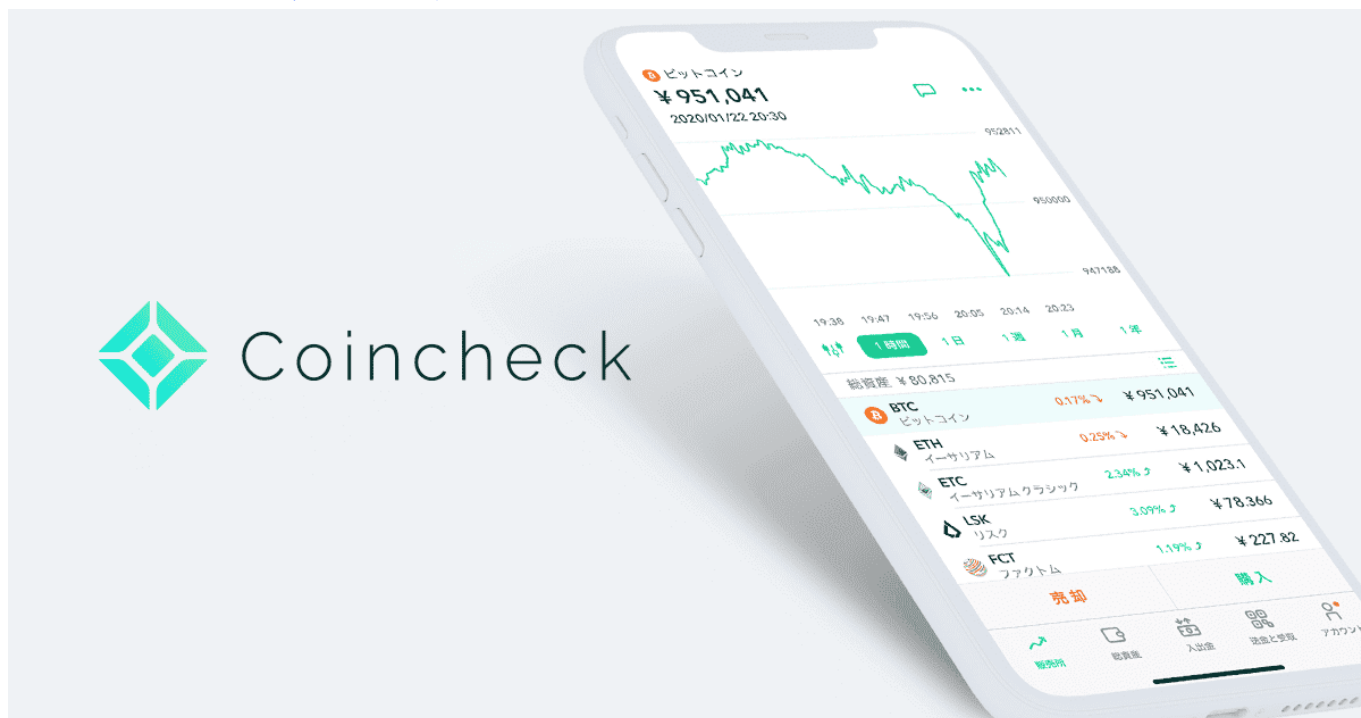 Coincheck
ビットコイン
¥ 951,041
2020/01/22 20:30
952811
950000
947188
19:38 19:47 19:56 20:05 20:14 20:23
1時間 1日 1週 1月 1年
総資産 ¥80,815
BTC 0.17% ¥951,041
ビットコイン
ETH 0.25% ¥18,426
イーサリアム
ETC 2.34% ¥1,023.1
イーサリアムクラシック
LSK 3.09% ¥78.366
リスク
FCT 1.19% ¥227.82
ファクトム
売却 購入
販売所 総資産 入出金 送金と受取 アカウント